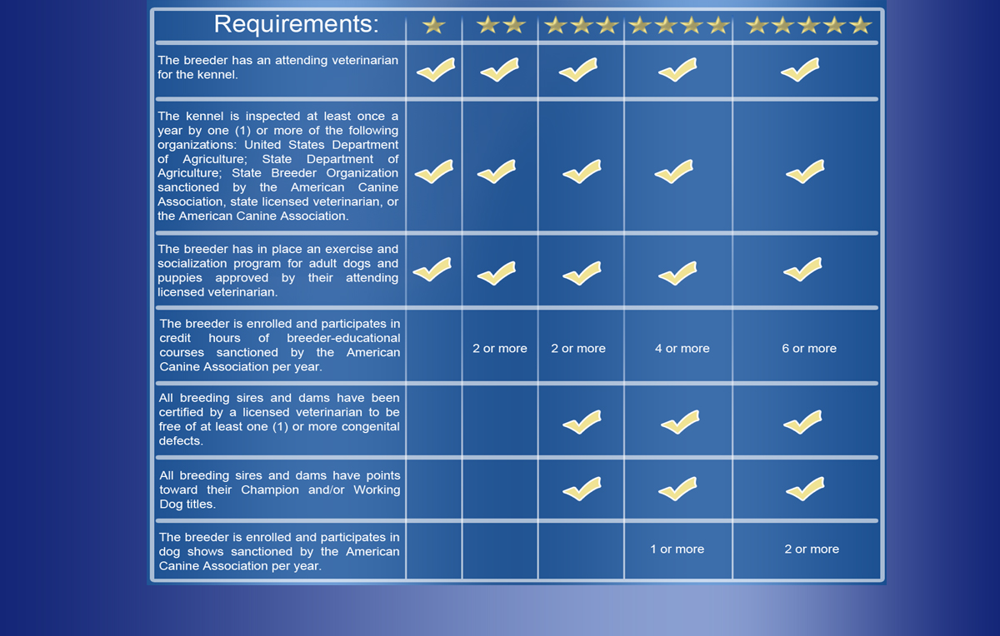 Requirements:
The breeder has an attending veterinarian
for the kennel.
The kennel is inspected at least once a
year by one (1) or more of the following
organizations: United States Department
of Agriculture; State Department of
Agriculture; State Breeder Organization
sanctioned by the American Canine
Association, state licensed veterinarian, or
the American Canine Association.
The breeder has in place an exercise and
socialization program for adult dogs and
puppies approved by their attending
licensed veterinarian.
The breeder is enrolled and participates in
credit hours of breeder-educational
courses sanctioned by the American
Canine Association per year.
2 or more
2 or more
4 or more
6 or more
All breeding sires and dams have been
certified by a licensed veterinarian to be
free of at least one (1) or more congenital
defects.
All breeding sires and dams have points
toward their Champion and/or Working
Dog titles.
The breeder is enrolled and participates in
dog shows sanctioned by the American
Canine Association per year.
1 or more
2 or more